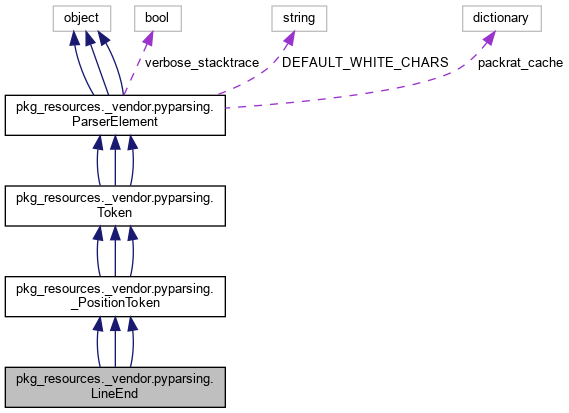 object
bool
string
dictionary
verbose_stacktrace
DEFAULT_WHITE_CHARS
packrat_cache
pkg_resources._vendor.pyparsing.
ParserElement
pkg_resources._vendor.pyparsing.
Token
pkg_resources._vendor.pyparsing.
_PositionToken
pkg_resources._vendor.pyparsing.
LineEnd